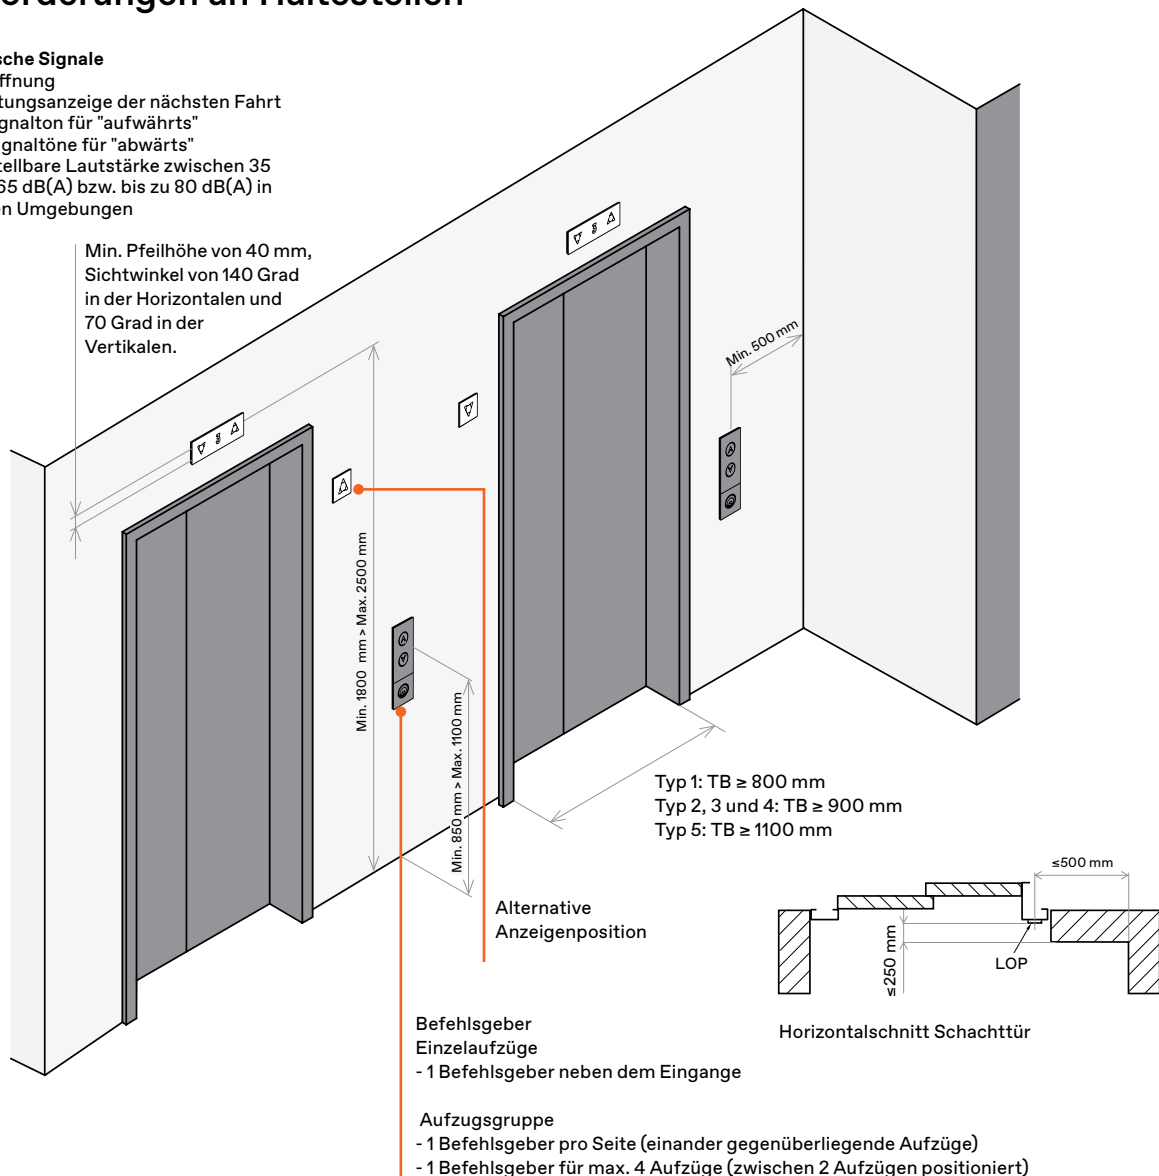 orderungen an Haltestellen
sche Signale
ffnung
tungsanzeige der nächsten Fahrt
gnalton für "aufwährts"
gnaltöne für "abwärts"
tellbare Lautstärke zwischen 35
65 dB(A) bzw. bis zu 80 dB(A) in
en Umgebungen
Min. Pfeilhöhe von 40 mm,
Sichtwinkel von 140 Grad
in der Horizontalen und
70 Grad in der
Vertikalen.
3
3
Min. 500 mm
Min. 1800 mm > Max. 2500 mm
Min. 850 mm > Max. 1100 mm
Typ 1: TB ≥ 800 mm
Typ 2, 3 und 4: TB ≥ 900 mm
Typ 5: TB ≥ 1100 mm
Alternative
Anzeigenposition
≤500 mm
≤250 mm
LOP
Horizontalschnitt Schachttür
Befehlsgeber
Einzelaufzüge
- 1 Befehlsgeber neben dem Eingange
Aufzugsgruppe
- 1 Befehlsgeber pro Seite (einander gegenüberliegende Aufzüge)
- 1 Befehlsgeber für max. 4 Aufzüge (zwischen 2 Aufzügen positioniert)